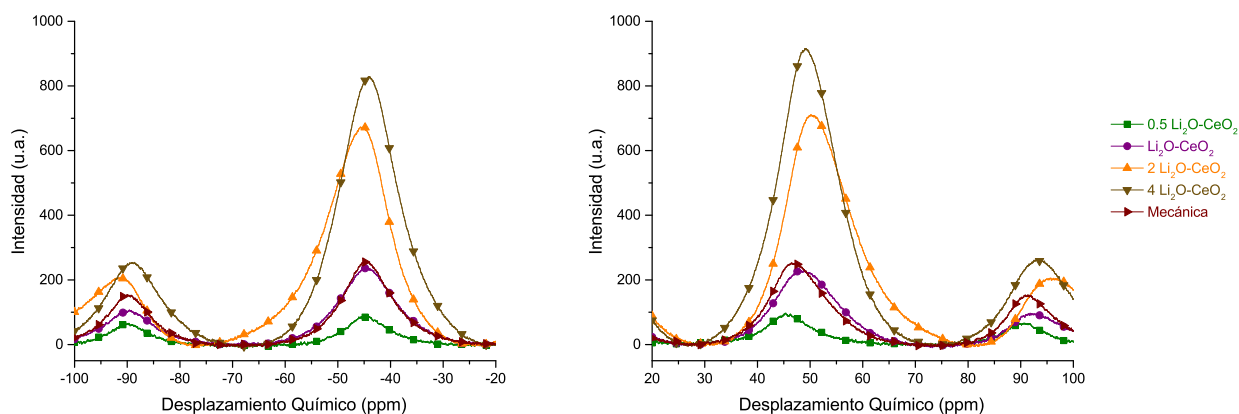 1000
800
600
400
200
0
Intensidad (u.a.)
-100 -90 -80 -70 -60 -50 -40 -30 -20
Desplazamiento Químico (ppm)
1000
800
600
400
200
0
Intensidad (u.a.)
20 30 40 50 60 70 80 90 100
Desplazamiento Químico (ppm)
0.5 Li₂O-CeO₂
Li₂O-CeO₂
2 Li₂O-CeO₂
4 Li₂O-CeO₂
Mecánica